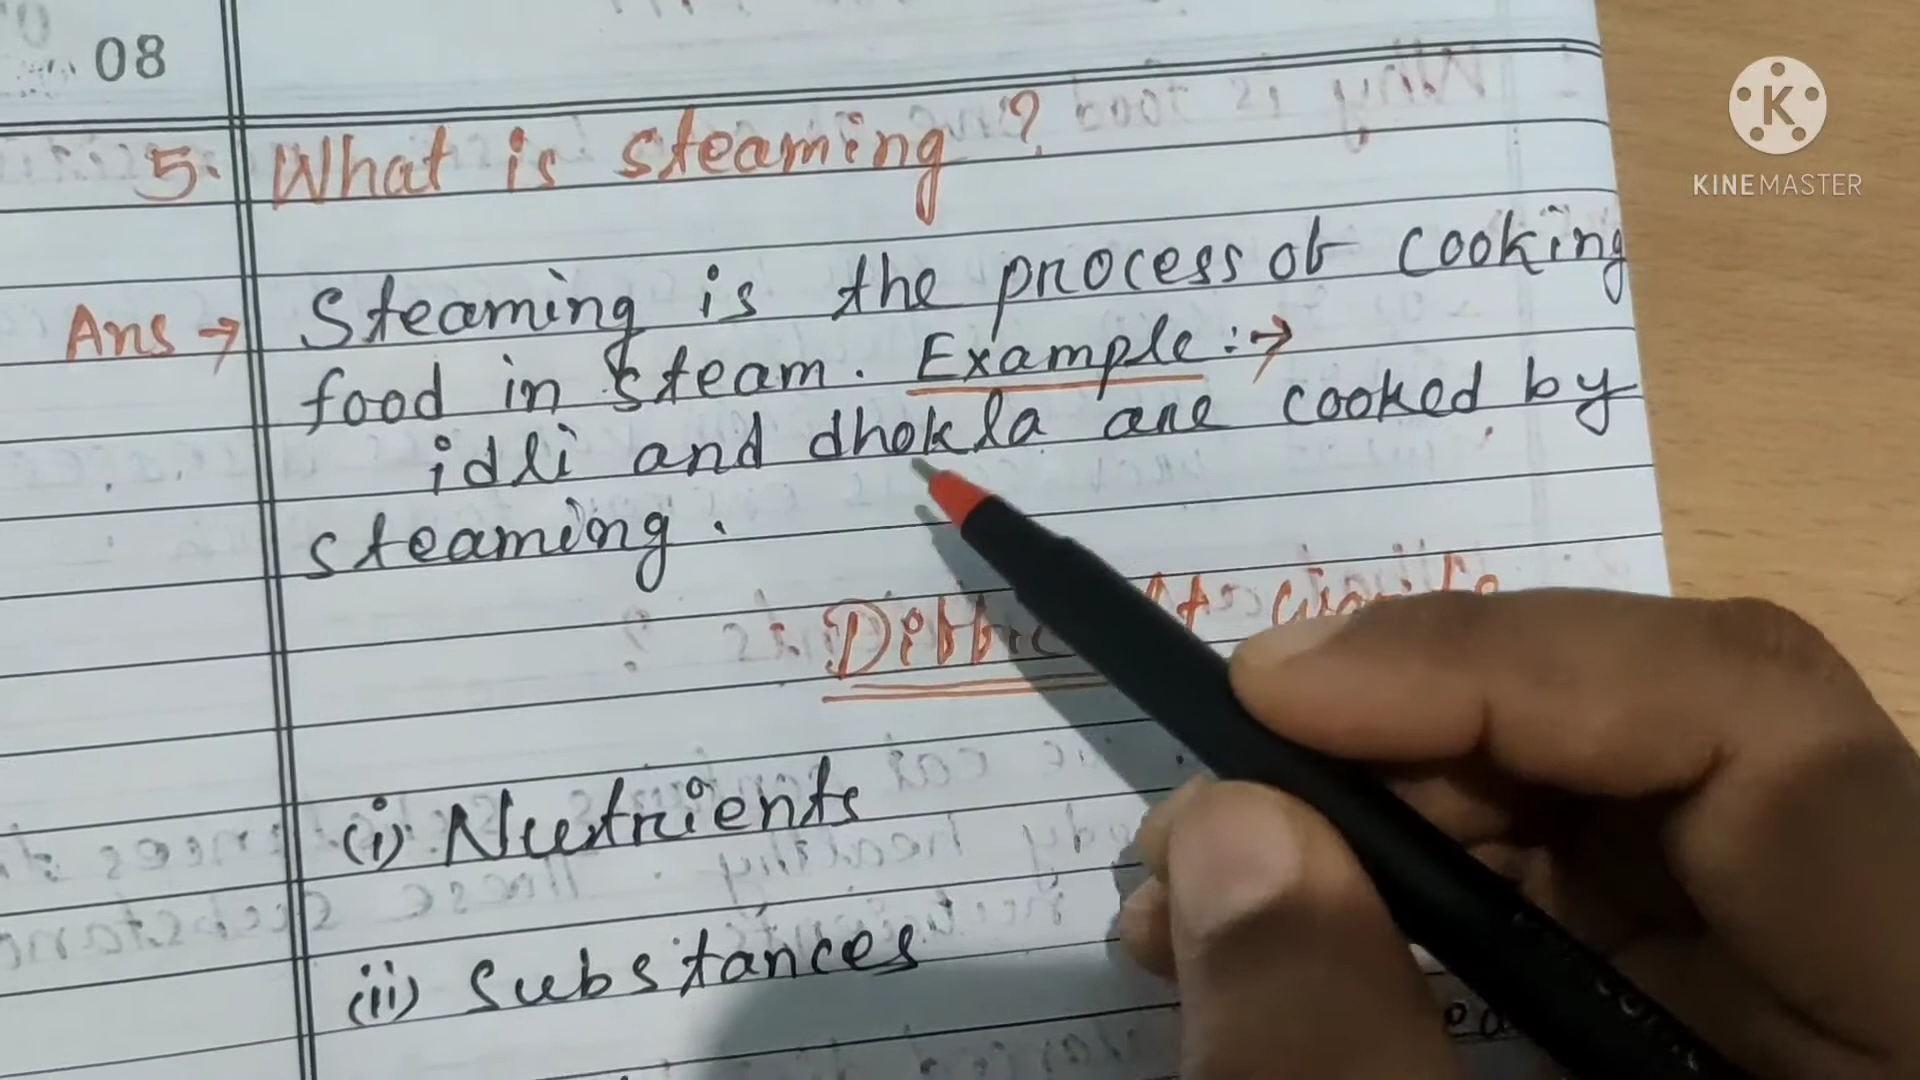 08
KINEMASTER
5. What is steaming?
Ans → Steaming is the process of cooking
food in steam. Example :→
idli and dhokla are cooked by
steaming.
(i) Nutrients
(ii) Substances